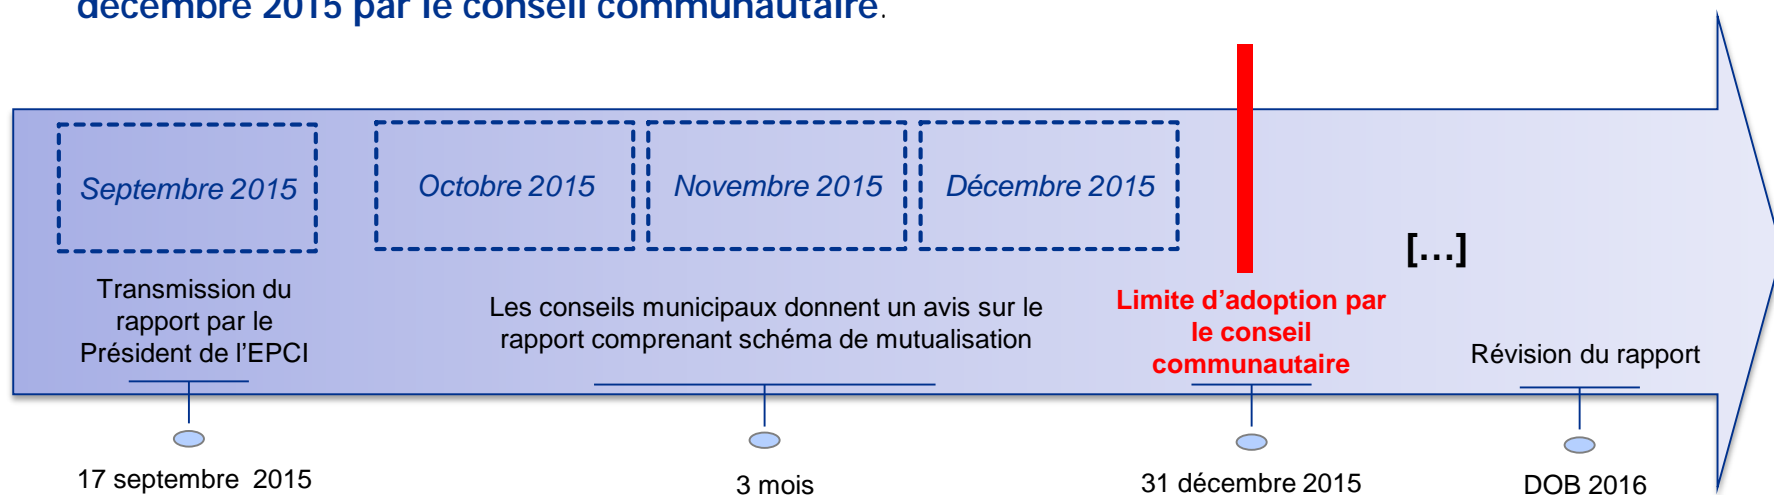 décembre 2015 par le conseil communautaire.
Septembre 2015
Octobre 2015
Novembre 2015
Décembre 2015
[…]
Transmission du
rapport par le
Président de l’EPCI
Les conseils municipaux donnent un avis sur le
rapport comprenant schéma de mutualisation
Limite d’adoption par
le conseil
communautaire
Révision du rapport
17 septembre 2015
3 mois
31 décembre 2015
DOB 2016